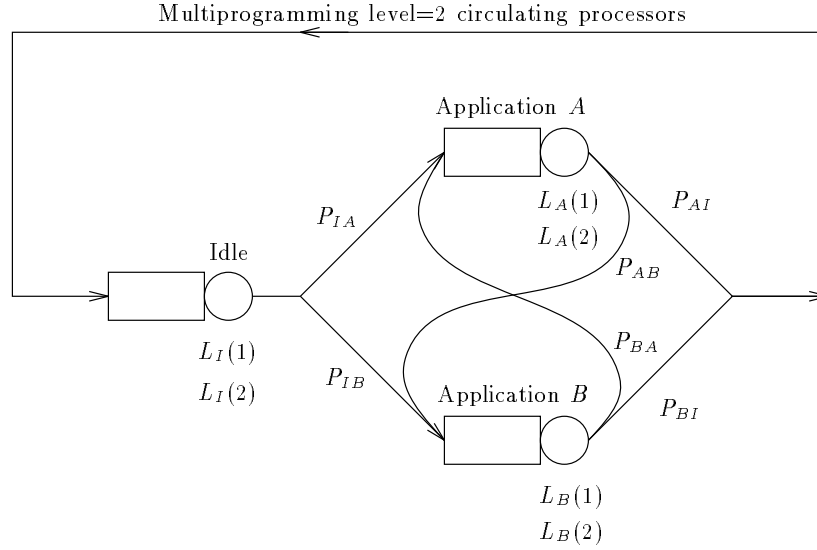 Multiprogramming level=2 circulating processors
Application A
L_A(1)
L_A(2)
P_IA
P_AI
Idle
P_AB
L_I(1)
L_I(2)
P_IB
P_BA
Application B
P_BI
L_B(1)
L_B(2)